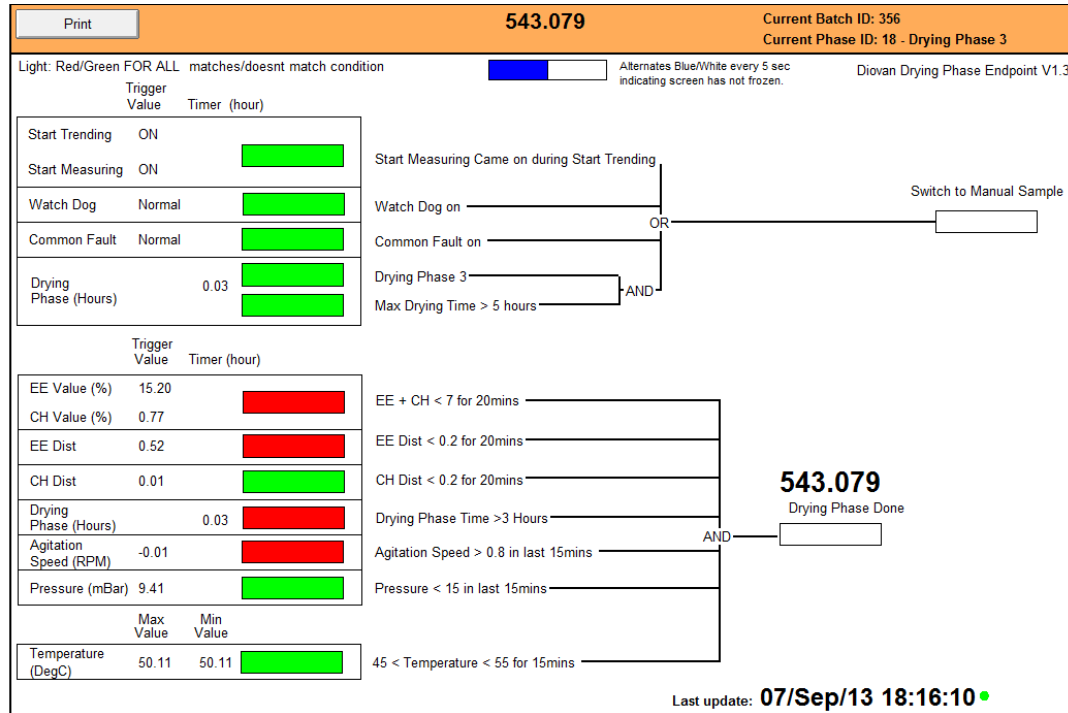 Print
543.079
Current Batch ID: 356
Current Phase ID: 18 - Drying Phase 3
Light: Red/Green FOR ALL matches/doesnt match condition
Alternates Blue/White every 5 sec
indicating screen has not frozen.
Diovan Drying Phase Endpoint V1.3
Trigger
Value Timer (hour)
Start Trending ON
Start Measuring ON
Start Measuring Came on during Start Trending
Switch to Manual Sample
Watch Dog Normal
Watch Dog on
OR
Common Fault Normal
Common Fault on
Drying
Phase (Hours) 0.03
Drying Phase 3
AND
Max Drying Time > 5 hours
Trigger
Value Timer (hour)
EE Value (%) 15.20
CH Value (%) 0.77
EE + CH < 7 for 20mins
EE Dist 0.52
EE Dist < 0.2 for 20mins
CH Dist 0.01
CH Dist < 0.2 for 20mins
543.079
Drying Phase Done
Drying
Phase (Hours) 0.03
Drying Phase Time >3 Hours
AND
Agitation
Speed (RPM) -0.01
Agitation Speed > 0.8 in last 15mins
Pressure (mBar) 9.41
Pressure < 15 in last 15mins
Max
Value
Min
Value
Temperature
(DegC) 50.11 50.11
45 < Temperature < 55 for 15mins
Last update: 07/Sep/13 18:16:10